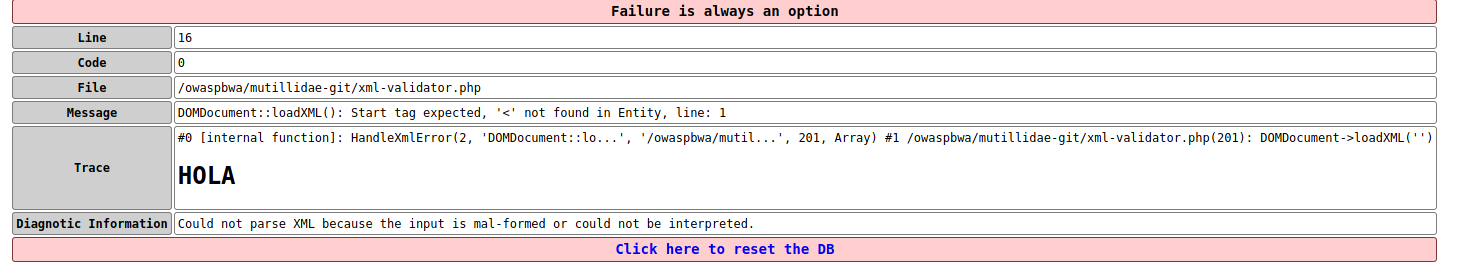 Failure is always an option
Line 16
Code 0
File /owaspbwa/mutillidae-git/xml-validator.php
Message DOMDocument::loadXML(): Start tag expected, '<' not found in Entity, line: 1
Trace #0 [internal function]: HandleXmlError(2, 'DOMDocument::lo...', '/owaspbwa/mutil...', 201, Array) #1 /owaspbwa/mutillidae-git/xml-validator.php(201): DOMDocument->loadXML('')
HOLA
Diagnotic Information Could not parse XML because the input is mal-formed or could not be interpreted.
Click here to reset the DB